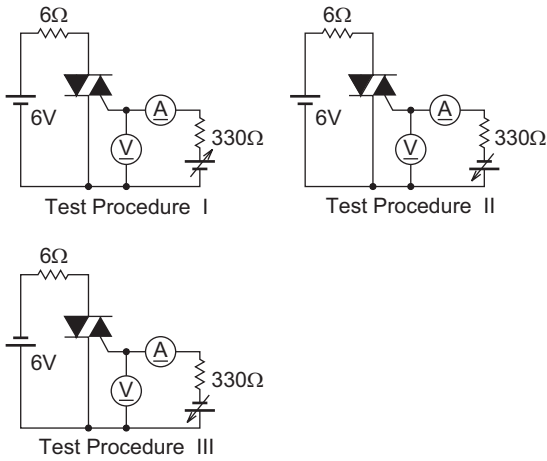 6Ω
6V
V
A
330Ω
Test Procedure I
6Ω
6V
V
A
330Ω
Test Procedure II
6Ω
6V
V
A
330Ω
Test Procedure III